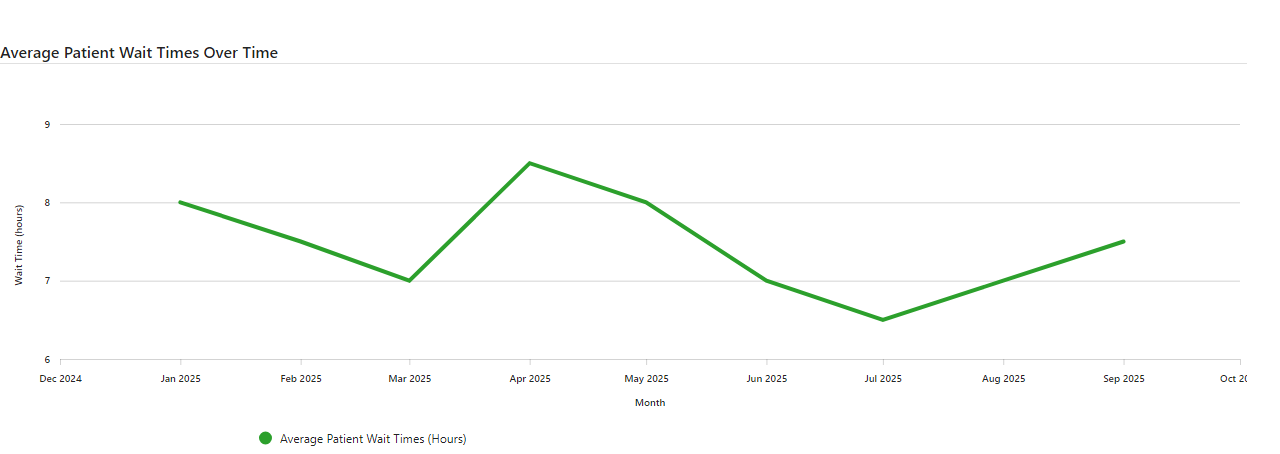 Average Patient Wait Times Over Time
9
8
7
6
Wait Time (hours)
Dec 2024 Jan 2025 Feb 2025 Mar 2025 Apr 2025 May 2025 Jun 2025 Jul 2025 Aug 2025 Sep 2025 Oct
Month
Average Patient Wait Times (Hours)